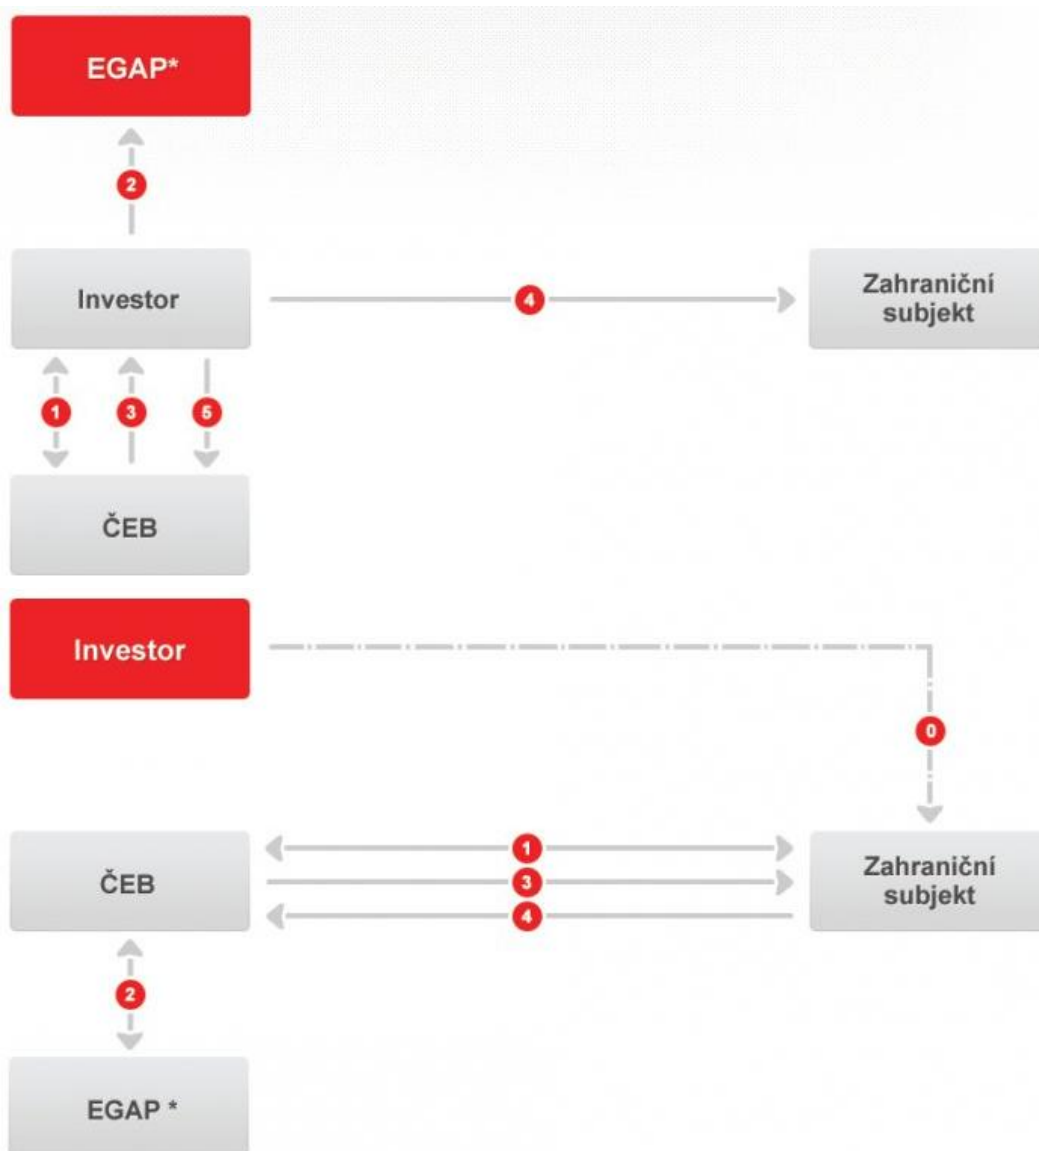 EGAP*
2
Investor
4
Zahraniční
subjekt
1
3
5
ČEB
Investor
0
ČEB
1
3
4
Zahraniční
subjekt
2
EGAP *